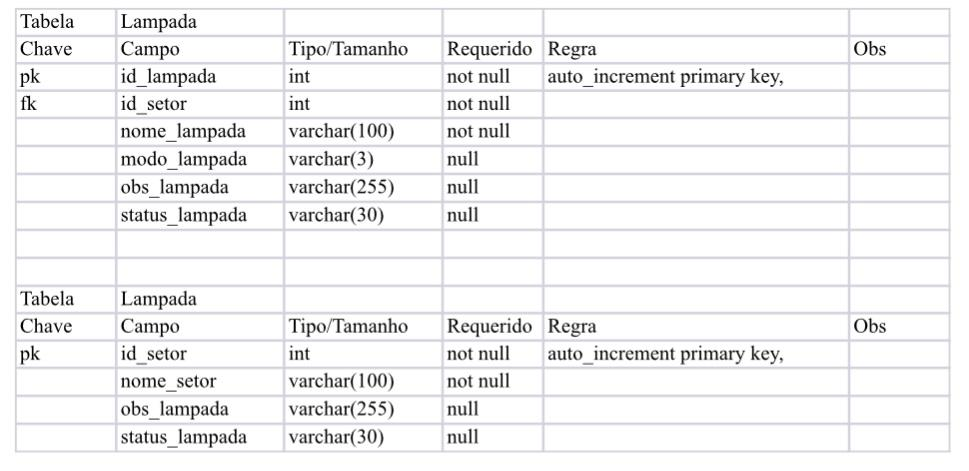 Tabela Lampada
Chave Campo Tipo/Tamanho Requerido Regra Obs
pk id_lampada int not null auto_increment primary key,
fk id_setor int not null
nome_lampada varchar(100) not null
modo_lampada varchar(3) null
obs_lampada varchar(255) null
status_lampada varchar(30) null
Tabela Lampada
Chave Campo Tipo/Tamanho Requerido Regra Obs
pk id_setor int not null auto_increment primary key,
nome_setor varchar(100) not null
obs_lampada varchar(255) null
status_lampada varchar(30) null